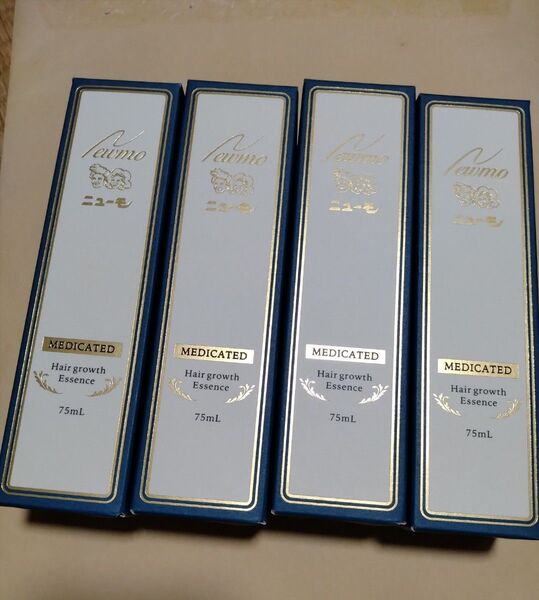 Newmo
ニューモ
MEDICATED
Hair growth
Essence
75mL
Newmo
ニューモ
MEDICATED
Hair growth
Essence
75mL
Newmo
ニューモ
MEDICATED
Hair growth
Essence
75mL
Newmo
ニューモ
MEDICATED
Hair growth
Essence
75mL